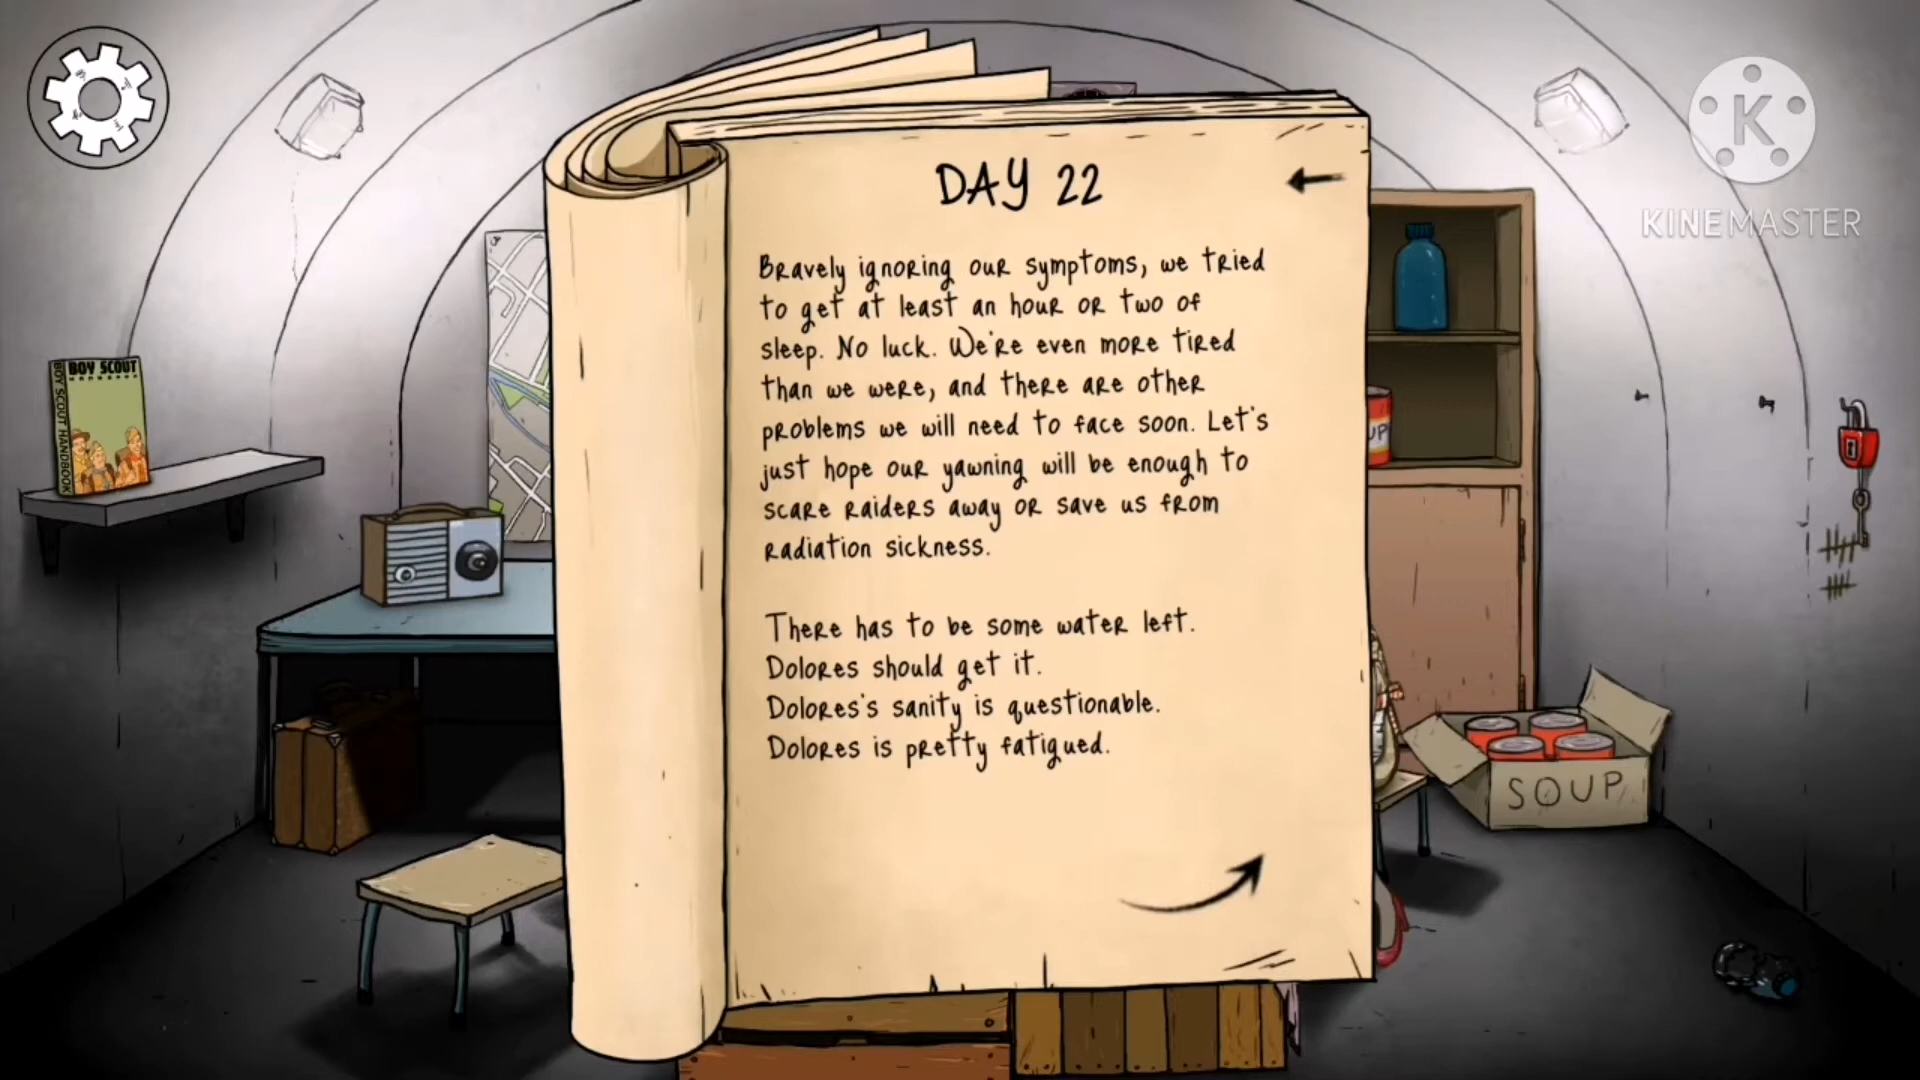 DAY 22
Bravely ignoring our symptoms, we tried
to get at least an hour or two of
sleep. No luck. We're even more tired
than we were, and there are other
problems we will need to face soon. Let's
just hope our yawning will be enough to
scare raiders away or save us from
radiation sickness.
There has to be some water left.
Dolores should get it.
Dolores's sanity is questionable.
Dolores is pretty fatigued.
BOY SCOUT
BOY SCOUT HANDBOOK
K
KINEMASTER
UP
SOUP